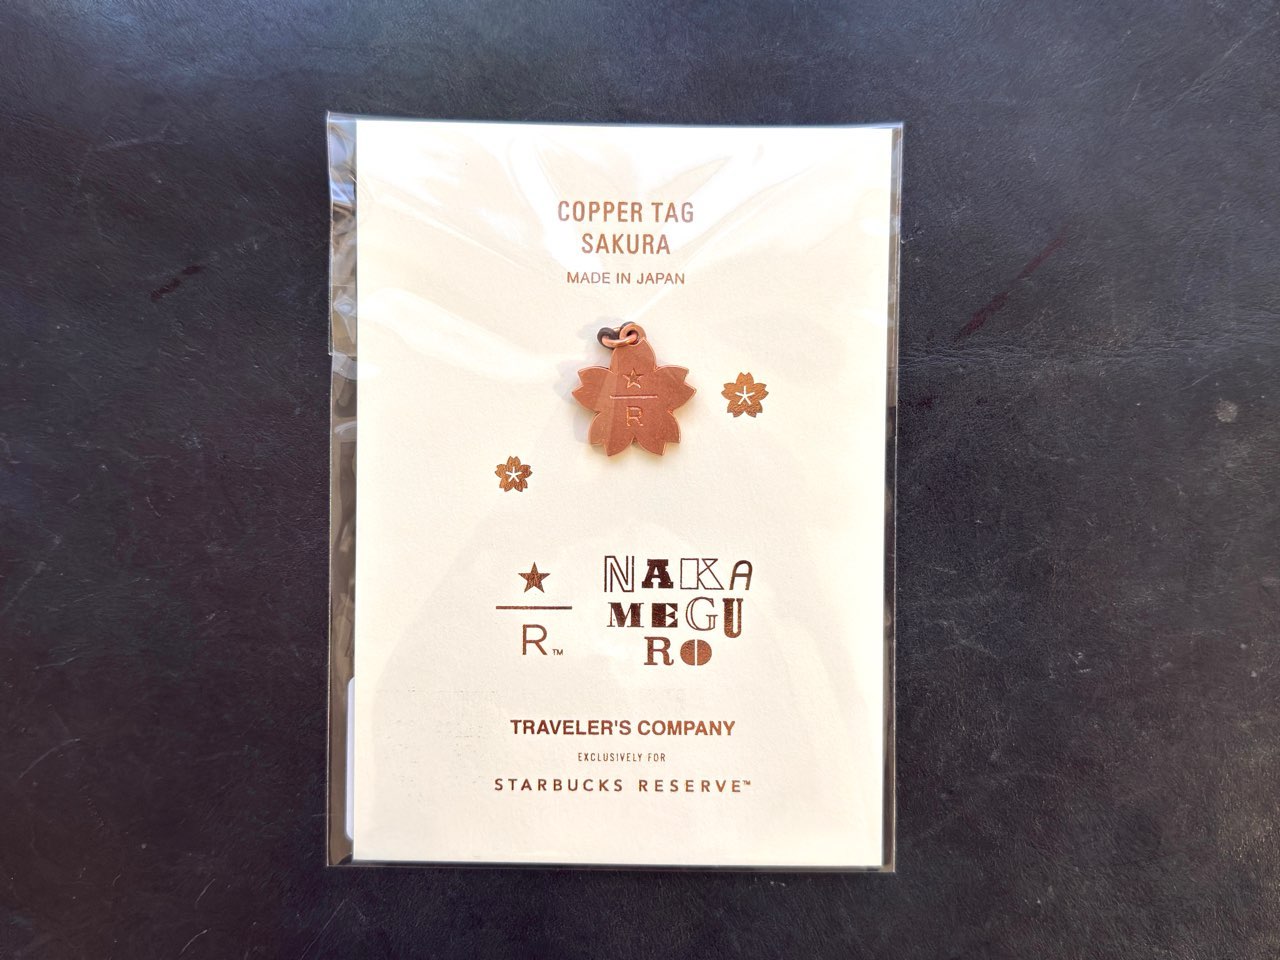 COPPER TAG
SAKURA
MADE IN JAPAN
R
R™
NAKA
MEGU
RO
TRAVELER'S COMPANY
EXCLUSIVELY FOR
STARBUCKS RESERVE™